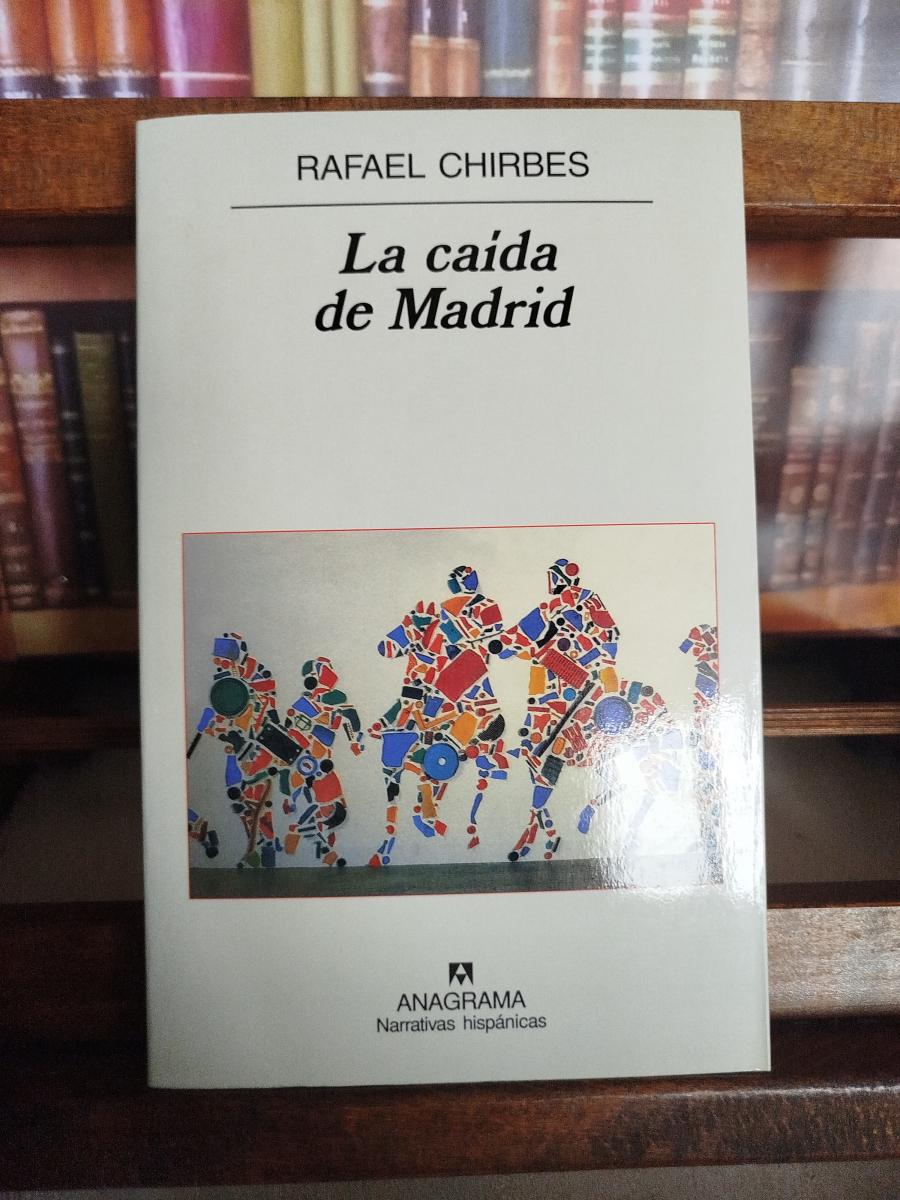 RAFAEL CHIRBES
La caída
de Madrid
ANAGRAMA
Narrativas hispánicas